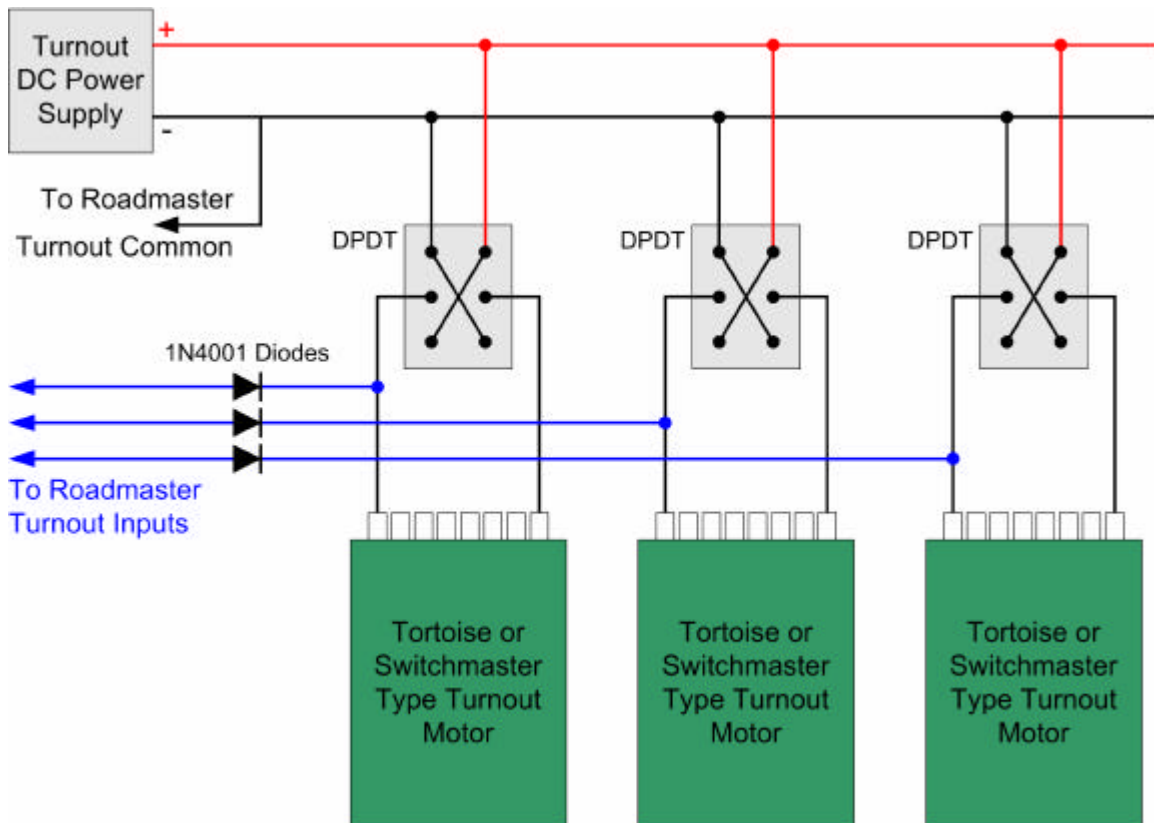 Turnout
DC Power
Supply
+
-
To Roadmaster
Turnout Common
DPDT
DPDT
DPDT
1N4001 Diodes
To Roadmaster
Turnout Inputs
Tortoise or
Switchmaster
Type Turnout
Motor
Tortoise or
Switchmaster
Type Turnout
Motor
Tortoise or
Switchmaster
Type Turnout
Motor